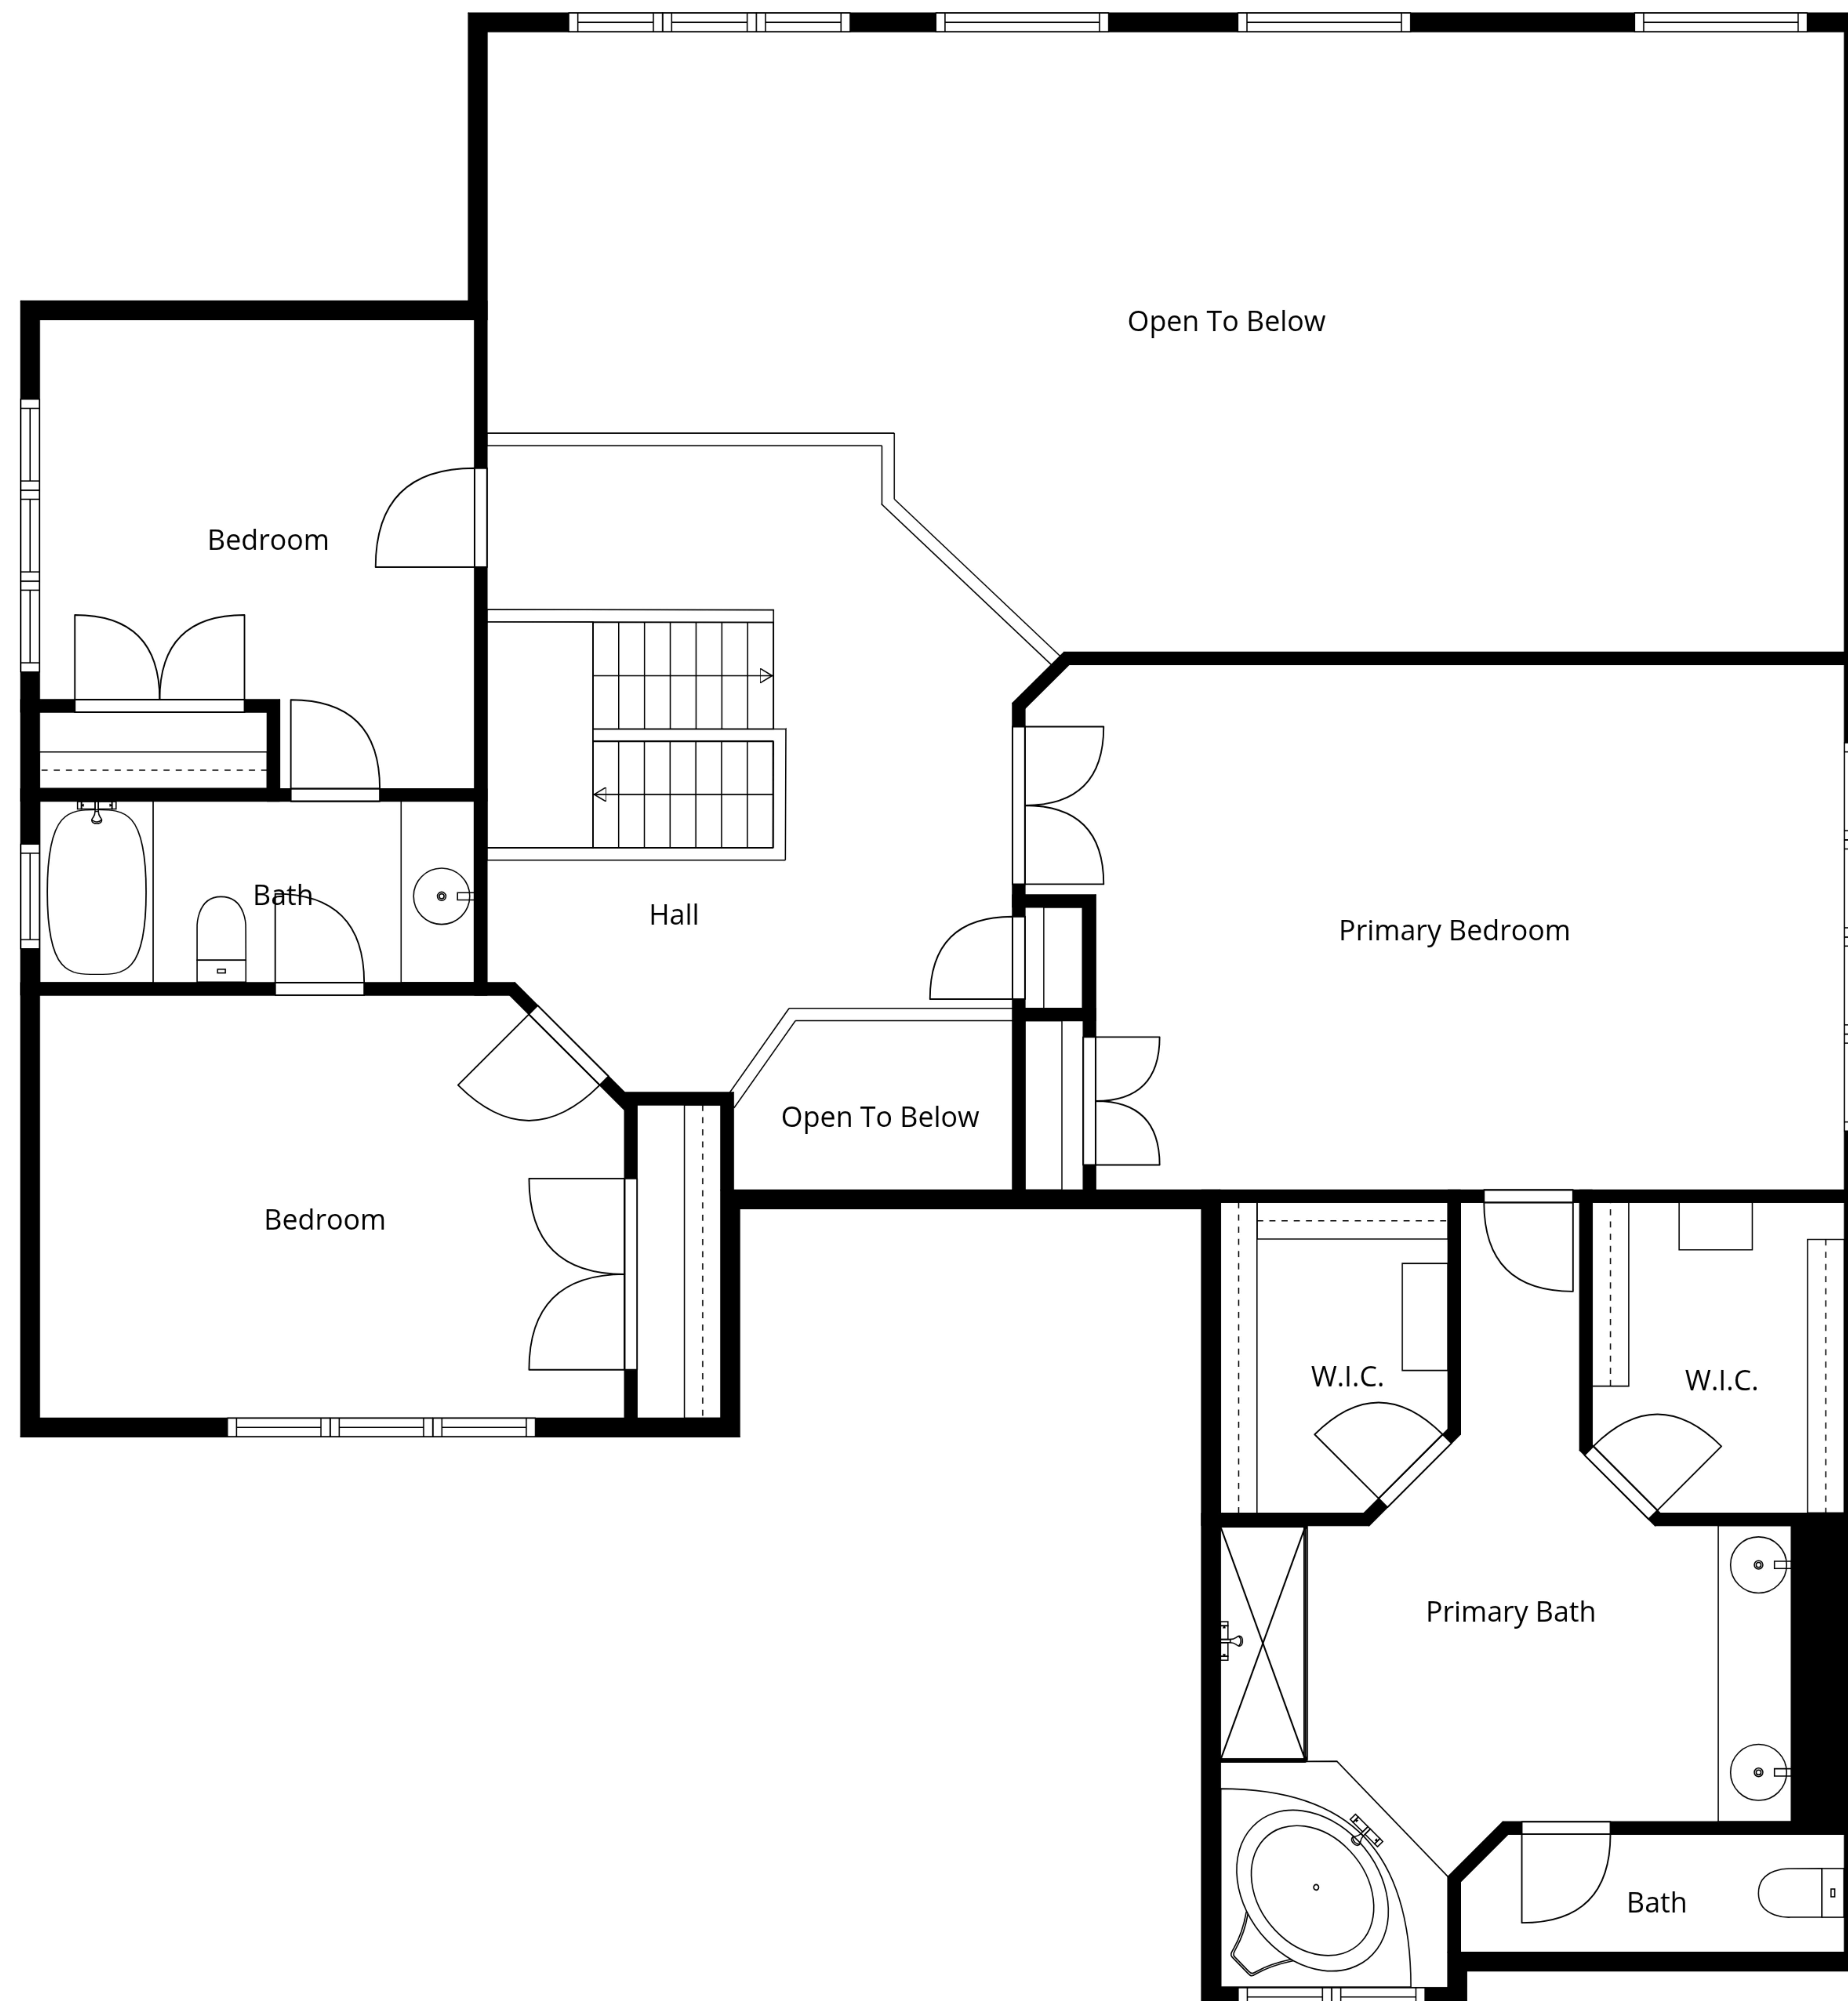 Open To Below
Bedroom
Bath
Hall
Primary Bedroom
Open To Below
Bedroom
W.I.C.
W.I.C.
Primary Bath
Bath